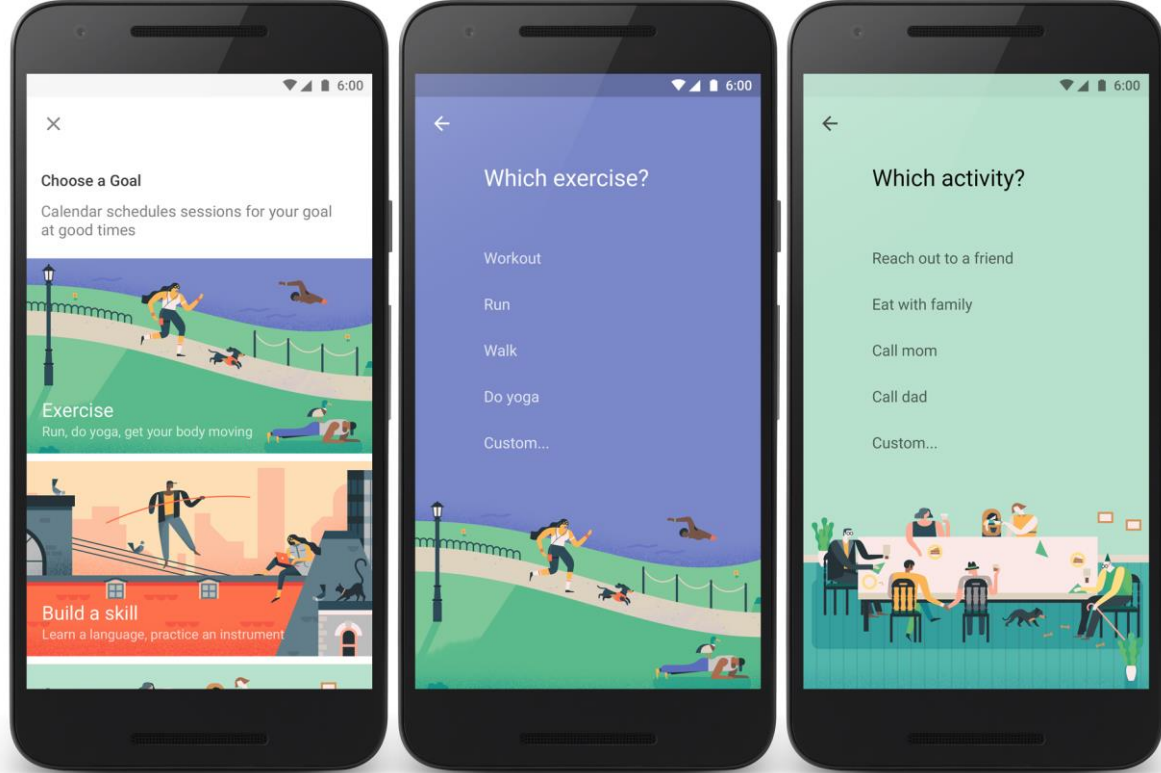 6:00
Choose a Goal
Calendar schedules sessions for your goal
at good times
Exercise
Run, do yoga, get your body moving
Build a skill
Learn a language, practice an instrument
6:00
Which exercise?
Workout
Run
Walk
Do yoga
Custom...
6:00
Which activity?
Reach out to a friend
Eat with family
Call mom
Call dad
Custom...